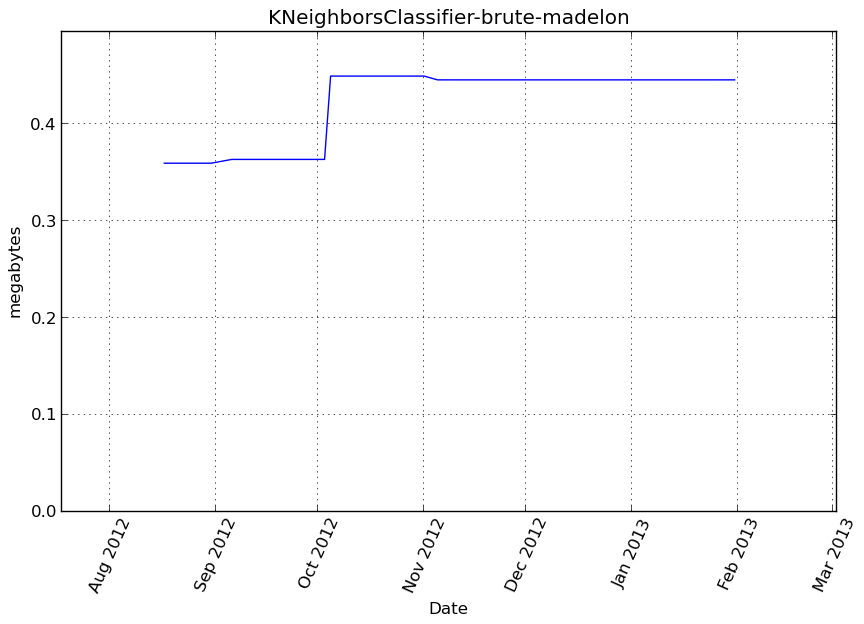 KNeighborsClassifier-brute-madelon
megabytes
0.4
0.3
0.2
0.1
0.0
Aug 2012
Sep 2012
Oct 2012
Nov 2012
Dec 2012
Jan 2013
Feb 2013
Mar 2013
Date